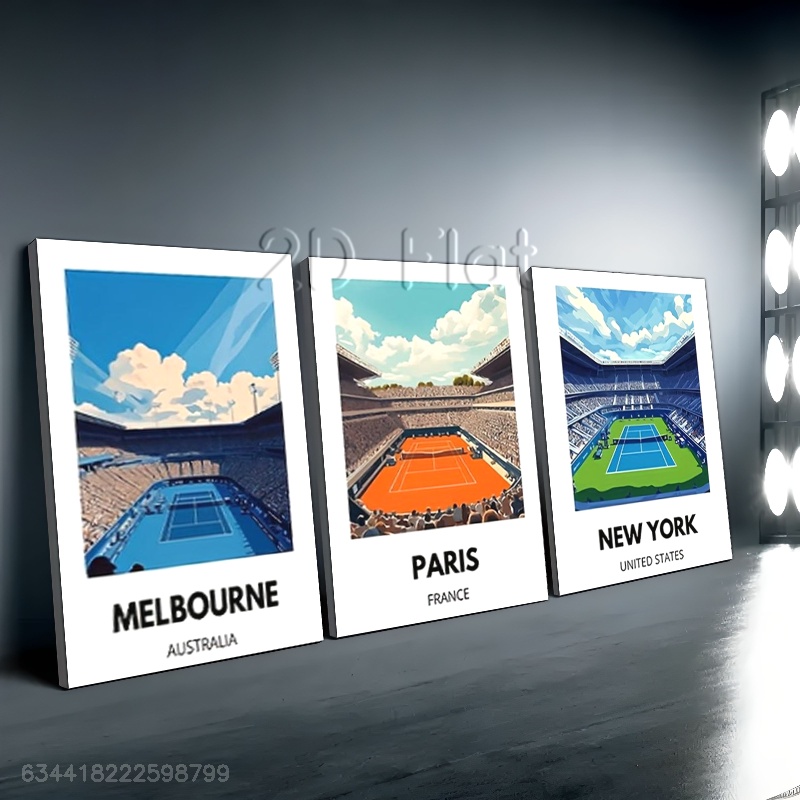 2D Flat
MELBOURNE
AUSTRALIA
PARIS
FRANCE
NEW YORK
UNITED STATES
634418222598799